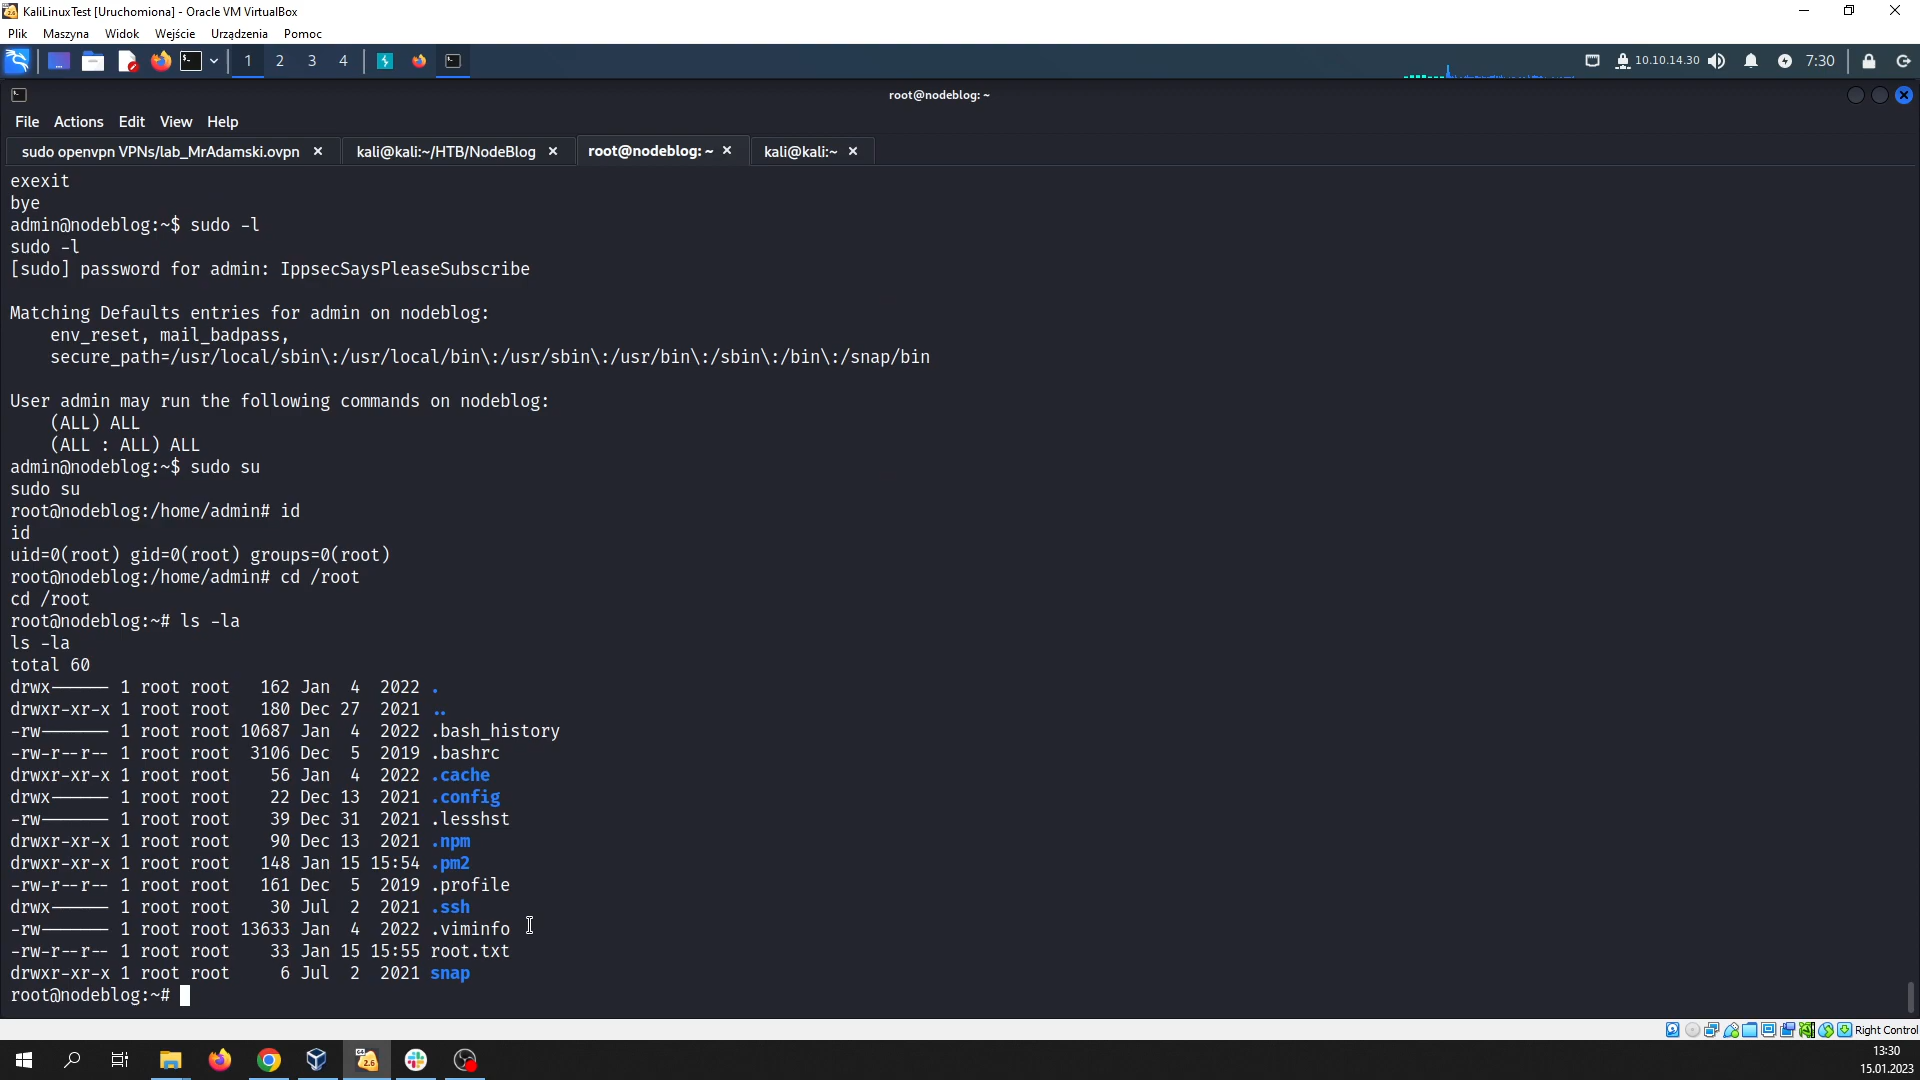 KaliLinuxTest [Uruchomiona] - Oracle VM VirtualBox
Plik Maszyna Widok Wejście Urządzenia Pomoc
1 2 3 4 10.10.14.30 7:30
root@nodeblog: ~
File Actions Edit View Help
sudo openvpn VPNs/lab_MrAdamski.ovpn × kali@kali:~/HTB/NodeBlog × root@nodeblog: ~ × kali@kali:~ ×
exexit
bye
admin@nodeblog:~$ sudo -l
sudo -l
[sudo] password for admin: IppsecSaysPleaseSubscribe
Matching Defaults entries for admin on nodeblog:
    env_reset, mail_badpass,
    secure_path=/usr/local/sbin\:/usr/local/bin\:/usr/sbin\:/usr/bin\:/sbin\:/bin\:/snap/bin
User admin may run the following commands on nodeblog:
    (ALL) ALL
    (ALL : ALL) ALL
admin@nodeblog:~$ sudo su
sudo su
root@nodeblog:/home/admin# id
id
uid=0(root) gid=0(root) groups=0(root)
root@nodeblog:/home/admin# cd /root
cd /root
root@nodeblog:~# ls -la
ls -la
total 60
drwx------ 1 root root   162 Jan  4  2022 .
drwxr-xr-x 1 root root   180 Dec 27  2021 ..
-rw------- 1 root root 10687 Jan  4  2022 .bash_history
-rw-r--r-- 1 root root  3106 Dec  5  2019 .bashrc
drwxr-xr-x 1 root root    56 Jan  4  2022 .cache
drwx------ 1 root root    22 Dec 13  2021 .config
-rw------- 1 root root    39 Dec 31  2021 .lesshst
drwxr-xr-x 1 root root    90 Dec 13  2021 .npm
drwxr-xr-x 1 root root   148 Jan 15 15:54 .pm2
-rw-r--r-- 1 root root   161 Dec  5  2019 .profile
drwx------ 1 root root    30 Jul  2  2021 .ssh
-rw------- 1 root root 13633 Jan  4  2022 .viminfo
-rw-r--r-- 1 root root    33 Jan 15 15:55 root.txt
drwxr-xr-x 1 root root     6 Jul  2  2021 snap
root@nodeblog:~#
Right Control
64
2.6
13:30
15.01.2023